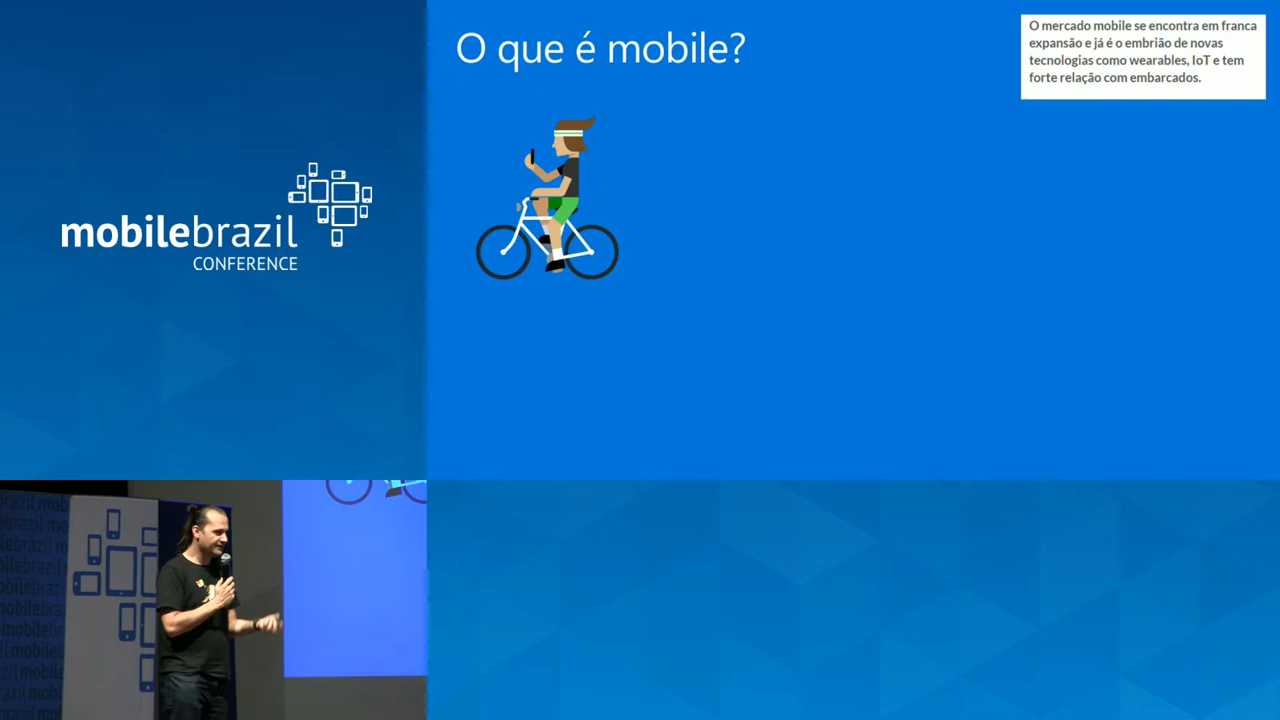 O que é mobile?
O mercado mobile se encontra em franca
expansão e já é o embrião de novas
tecnologias como wearables, IoT e tem
forte relação com embarcados.
mobilebrazil
CONFERENCE